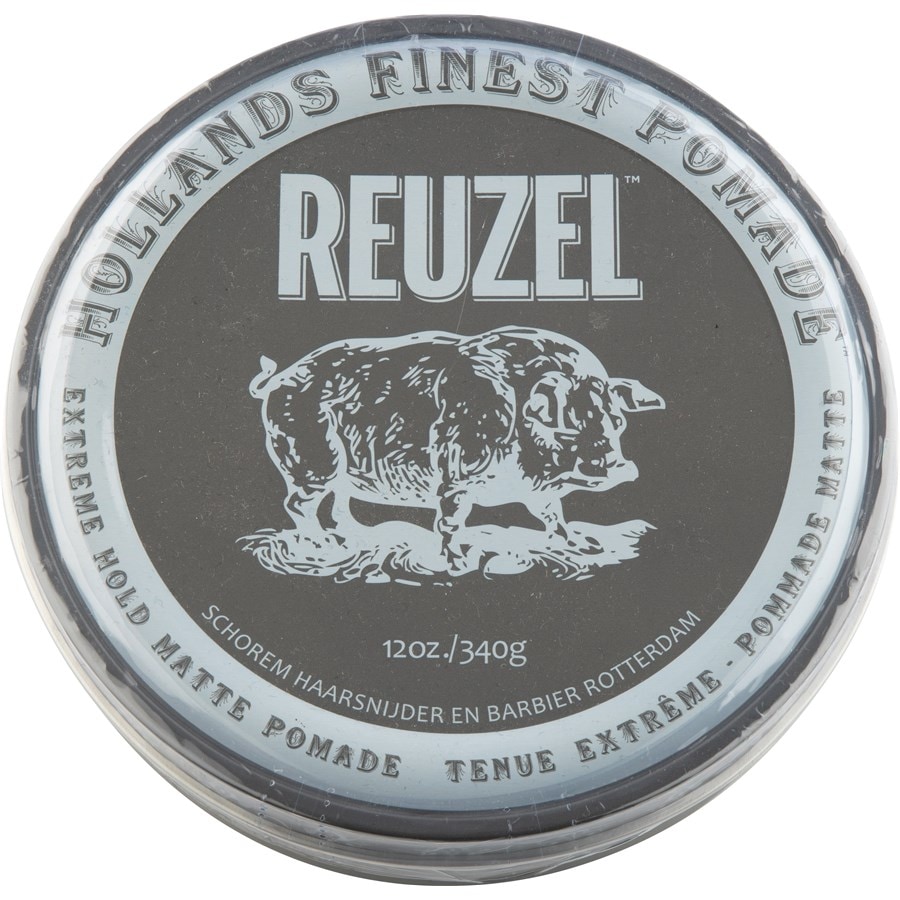 HOLLANDS FINEST POMADE
REUZEL™
12oz./340g
SCHOREM HAARSNIJDER EN BARBIER ROTTERDAM
EXTREME HOLD MATTE POMADE
TENUE EXTRÊME - POMMADE MATTE